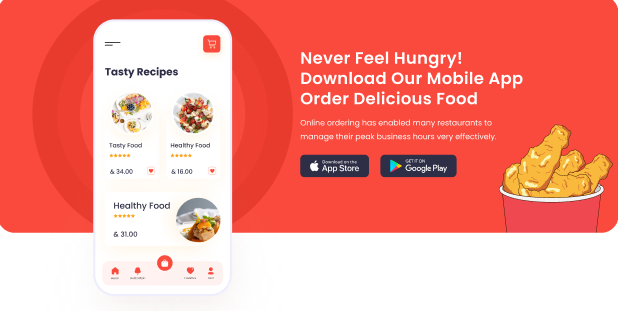 Tasty Recipes
Tasty Food
& 34.00
Healthy Food
& 16.00
Healthy Food
& 31.00
Never Feel Hungry!
Download Our Mobile App
Order Delicious Food
Online ordering has enabled many restaurants to
manage their peak business hours very effectively.
Download on the
App Store
GET IT ON
Google Play